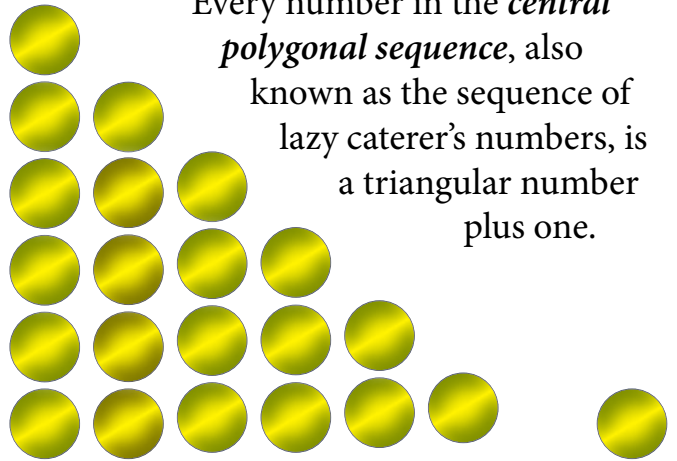 Every number in the central
polygonal sequence, also
known as the sequence of
lazy caterer’s numbers, is
a triangular number
plus one.